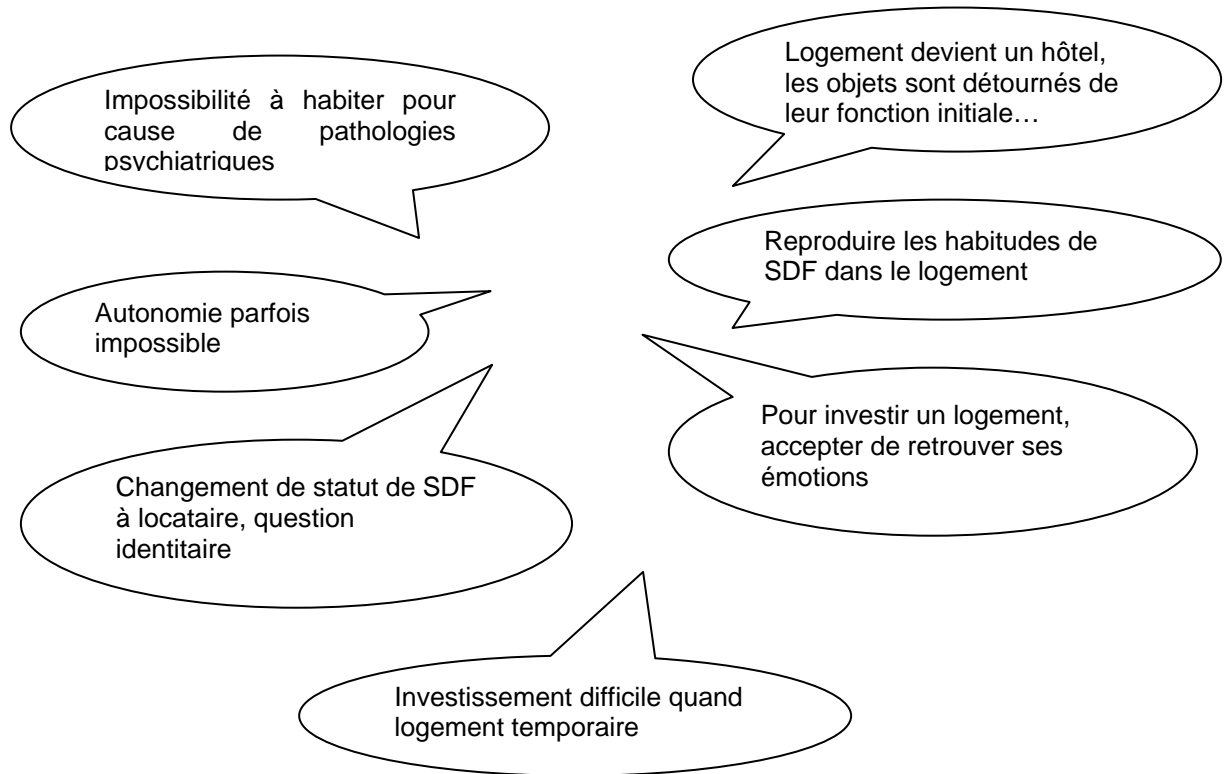 Impossibilité à habiter pour
cause de pathologies
psychiatriques
Logement devient un hôtel,
les objets sont détournés de
leur fonction initiale…
Reproduire les habitudes de
SDF dans le logement
Autonomie parfois
impossible
Pour investir un logement,
accepter de retrouver ses
émotions
Changement de statut de SDF
à locataire, question
identitaire
Investissement difficile quand
logement temporaire